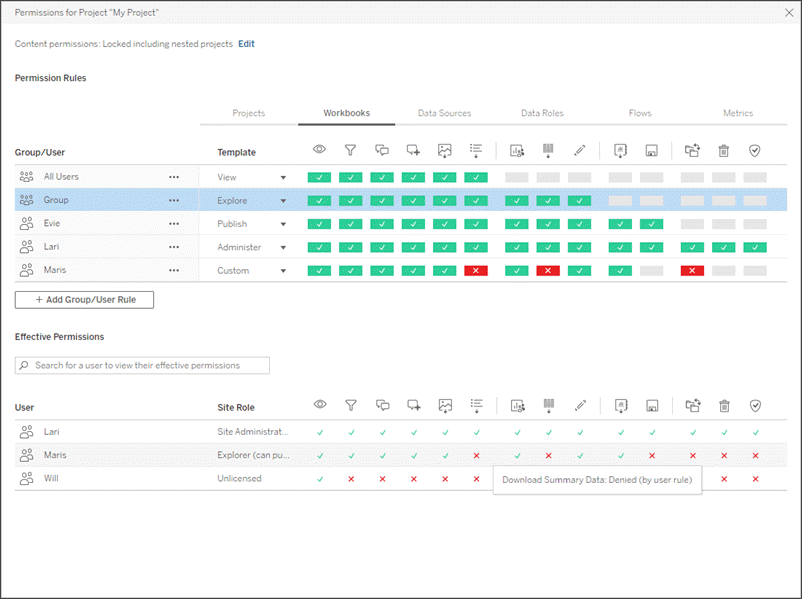 Permissions for Project "My Project"
Content permissions: Locked including nested projects Edit
Permission Rules
Projects Workbooks Data Sources Data Roles Flows Metrics
Group/User Template
All Users ••• View
Group ••• Explore
Evie ••• Publish
Lari ••• Administer
Maris ••• Custom
+ Add Group/User Rule
Effective Permissions
Search for a user to view their effective permissions
User Site Role
Lari Site Administrat...
Maris Explorer (can pu...
Will Unlicensed
Download Summary Data: Denied (by user rule)